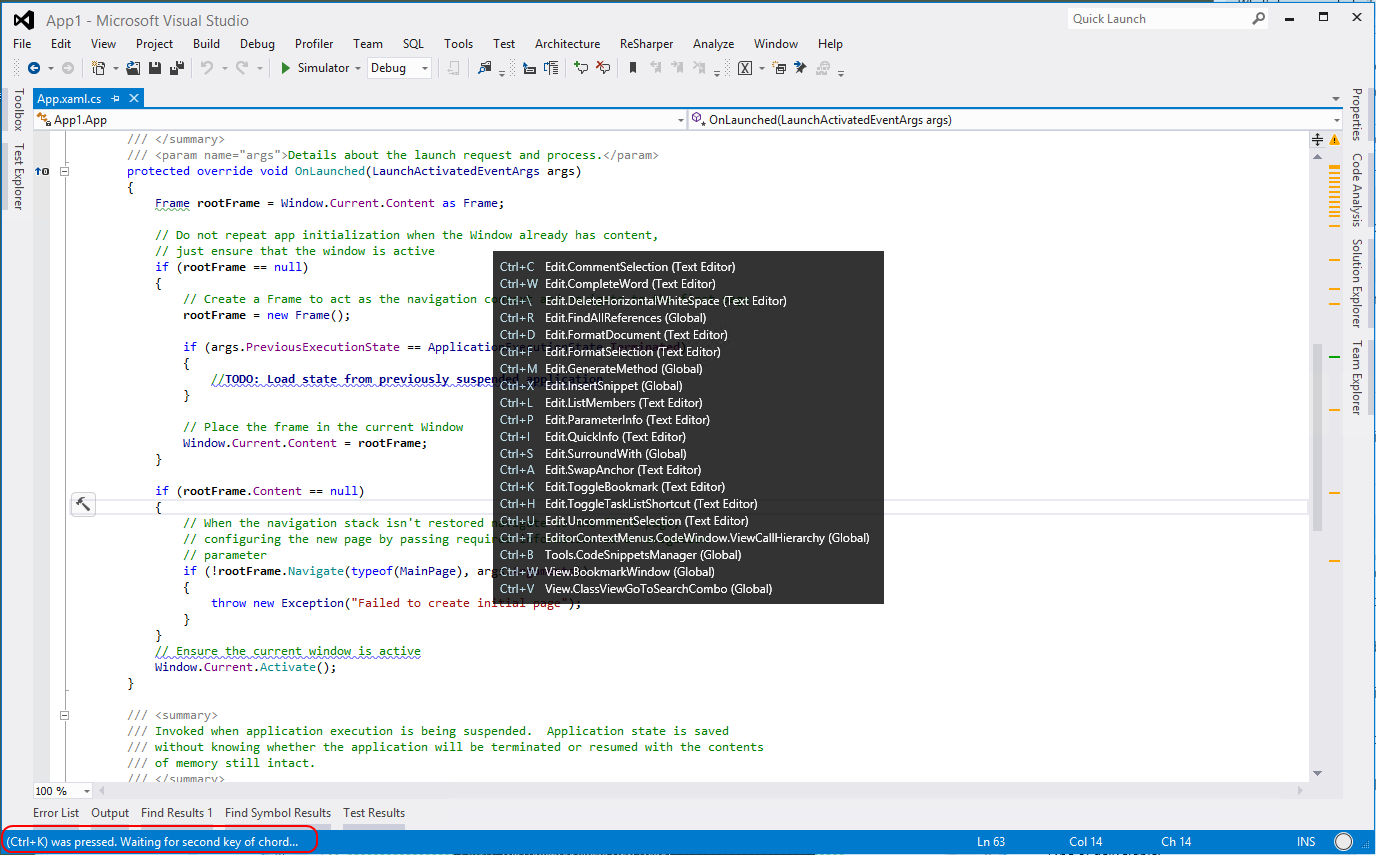 App1 - Microsoft Visual Studio
Quick Launch
File Edit View Project Build Debug Profiler Team SQL Tools Test Architecture ReSharper Analyze Window Help
Simulator Debug
App.xaml.cs
App1.App
OnLaunched(LaunchActivatedEventArgs args)
Toolbox
Test Explorer
/// </summary>
/// <param name="args">Details about the launch request and process.</param>
protected override void OnLaunched(LaunchActivatedEventArgs args)
{
Frame rootFrame = Window.Current.Content as Frame;
// Do not repeat app initialization when the Window already has content,
// just ensure that the window is active
if (rootFrame == null)
{
// Create a Frame to act as the navigation
rootFrame = new Frame();
if (args.PreviousExecutionState ==
{
//TODO: Load state from previously suspended application
}
// Place the frame in the current Window
Window.Current.Content = rootFrame;
}
if (rootFrame.Content == null)
{
// When the navigation stack isn't restored
// configuring the new page by passing
// parameter
if (!rootFrame.Navigate(typeof(MainPage),
{
throw new Exception("Failed to create initial page");
}
}
// Ensure the current window is active
Window.Current.Activate();
}
/// <summary>
/// Invoked when application execution is being suspended.  Application state is saved
/// without knowing whether the application will be terminated or resumed with the contents
/// of memory still intact.
/// </summary>
Ctrl+C Edit.CommentSelection (Text Editor)
Ctrl+W Edit.CompleteWord (Text Editor)
Ctrl+\ Edit.DeleteHorizontalWhiteSpace (Text Editor)
Ctrl+R Edit.FindAllReferences (Global)
Ctrl+D Edit.FormatDocument (Text Editor)
Ctrl+F Edit.FormatSelection (Text Editor)
Ctrl+M Edit.GenerateMethod (Global)
Ctrl+X Edit.InsertSnippet (Global)
Ctrl+L Edit.ListMembers (Text Editor)
Ctrl+P Edit.ParameterInfo (Text Editor)
Ctrl+I Edit.QuickInfo (Text Editor)
Ctrl+S Edit.SurroundWith (Global)
Ctrl+A Edit.SwapAnchor (Text Editor)
Ctrl+K Edit.ToggleBookmark (Text Editor)
Ctrl+H Edit.ToggleTaskListShortcut (Text Editor)
Ctrl+U Edit.UncommentSelection (Text Editor)
Ctrl+T EditorContextMenus.CodeWindow.ViewCallHierarchy (Global)
Ctrl+B Tools.CodeSnippetsManager (Global)
Ctrl+W View.BookmarkWindow (Global)
Ctrl+V View.ClassViewGoToSearchCombo (Global)
Properties
Code Analysis
Solution Explorer
Team Explorer
100 %
Error List Output Find Results 1 Find Symbol Results Test Results
(Ctrl+K) was pressed. Waiting for second key of chord... Ln 63 Col 14 Ch 14 INS